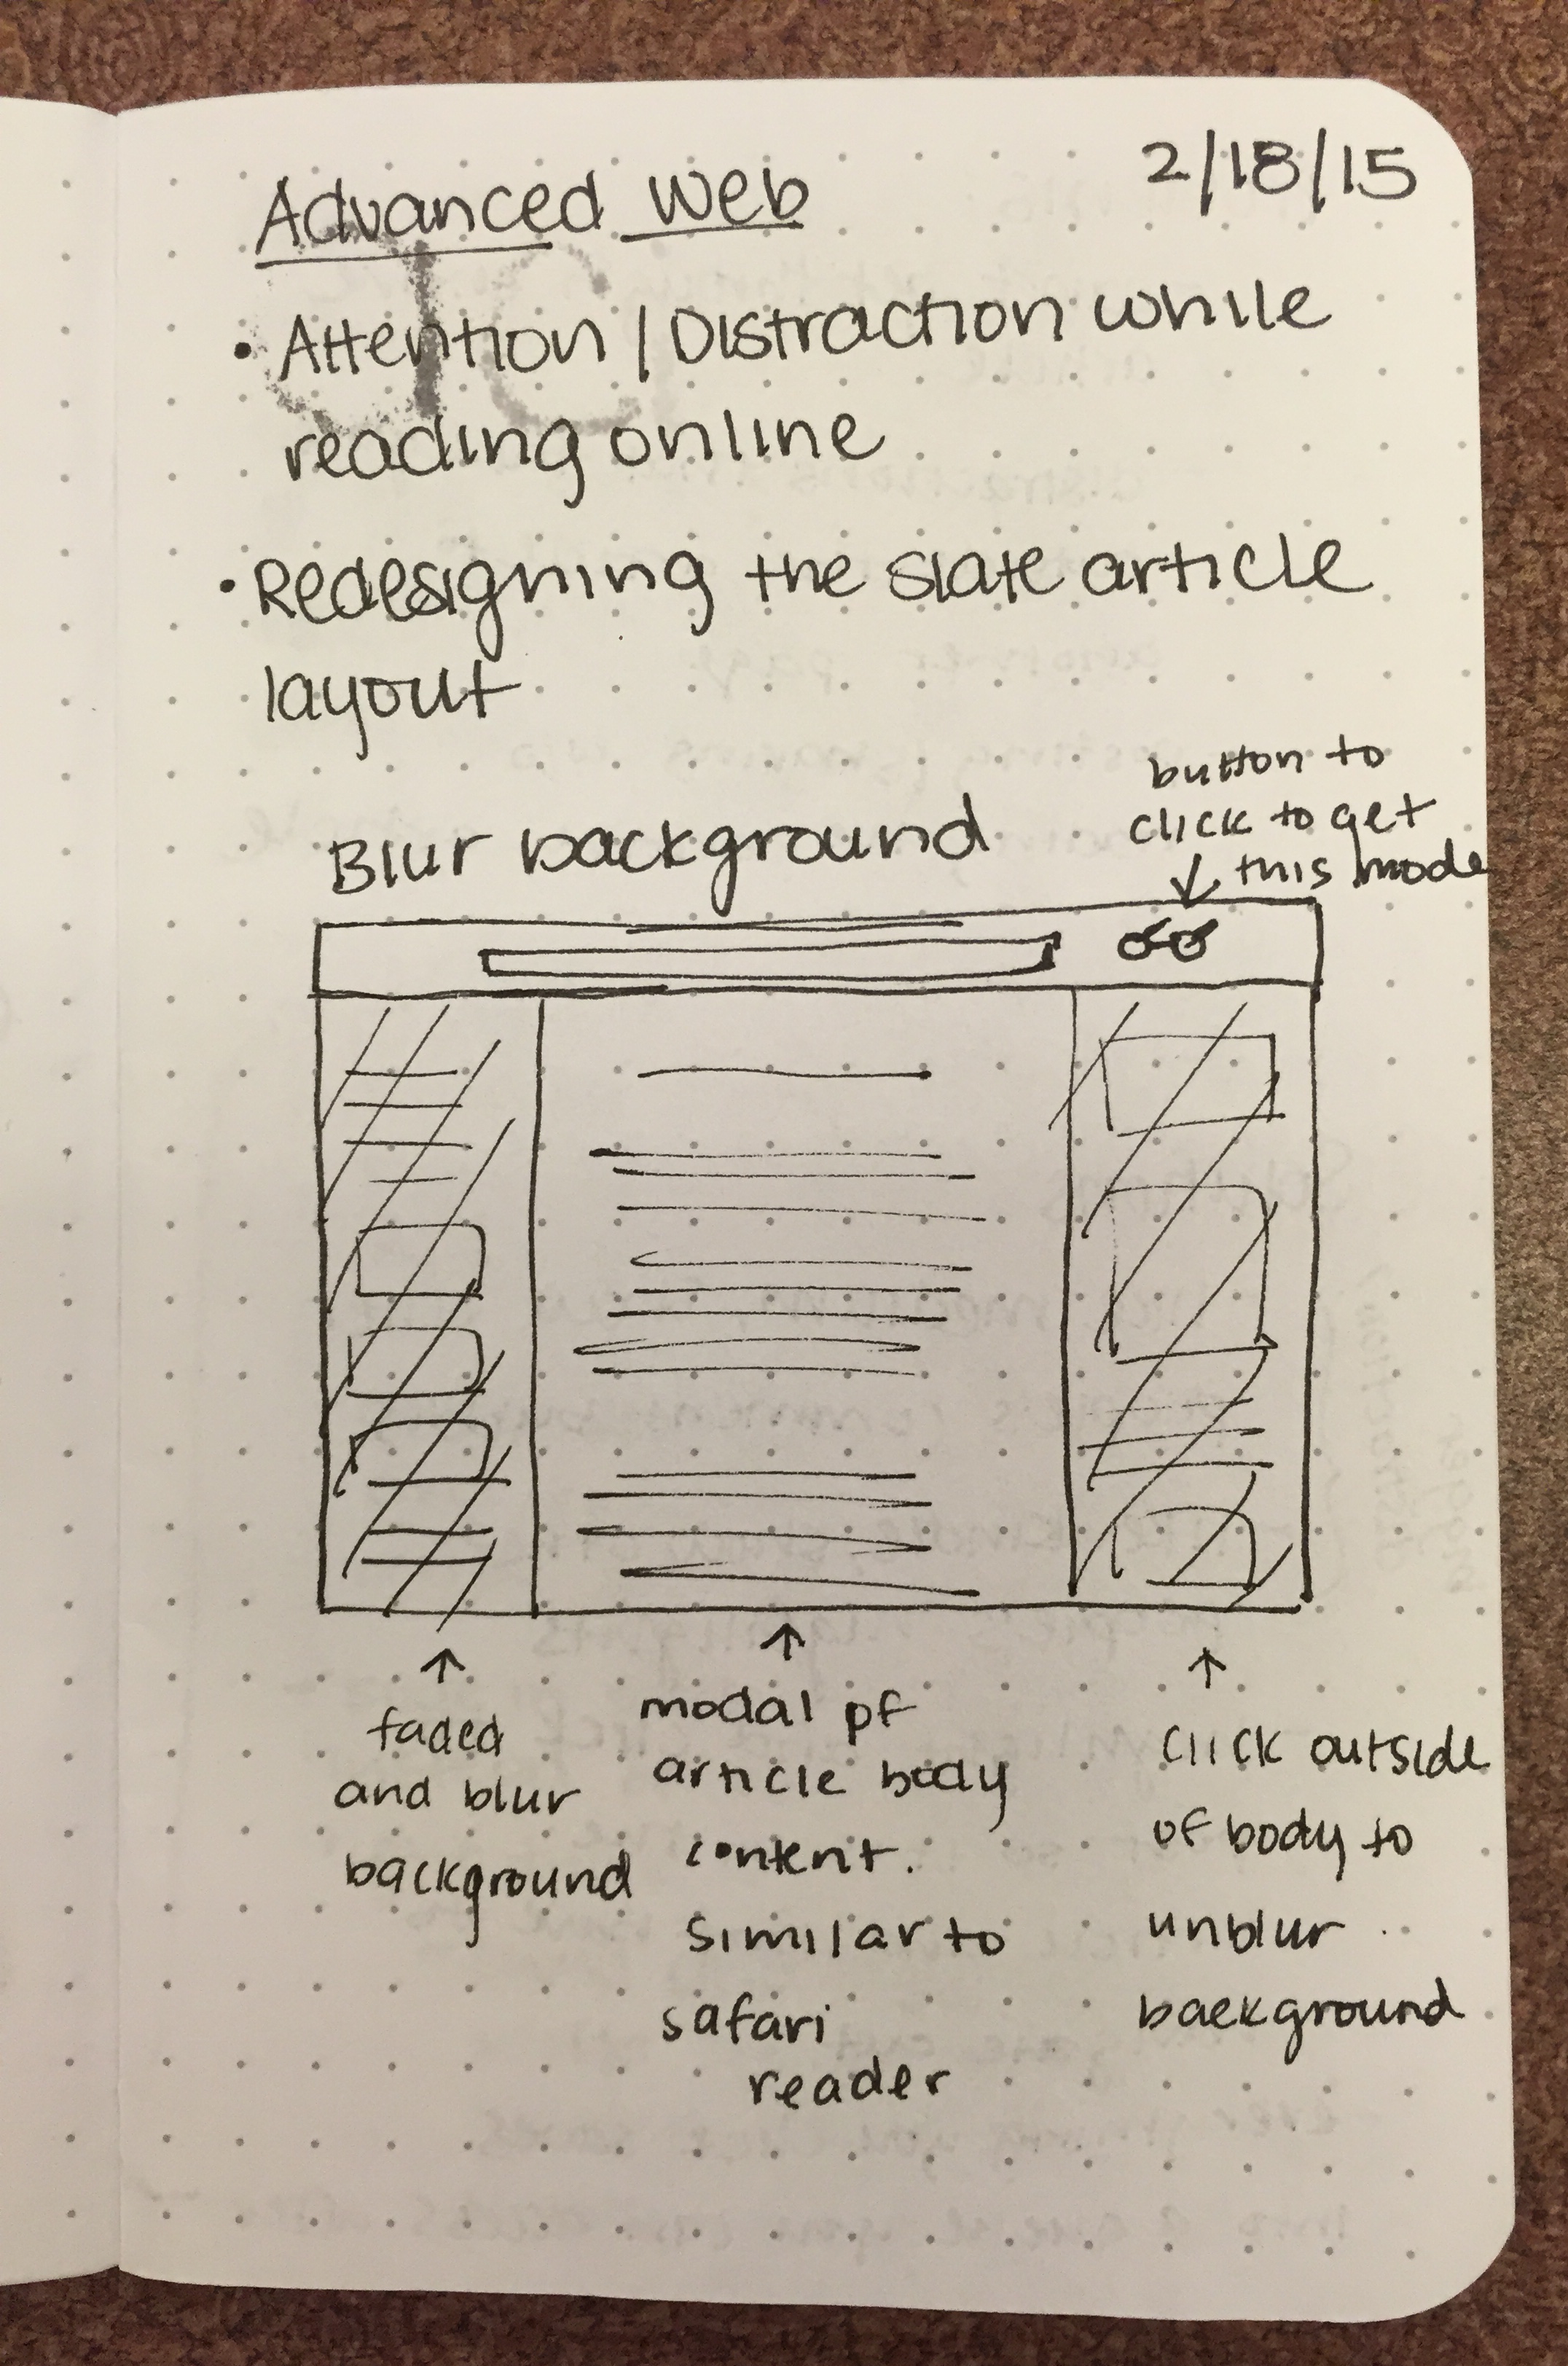 Advanced Web
2/18/15
• Attention / Distraction while
reading online
• Redesigning the slate article
layout
button to
click to get
this mode
Blur background
faded
and blur
background
modal pf
article body
content.
similar to
safari
reader
click outside
of body to
unblur
background